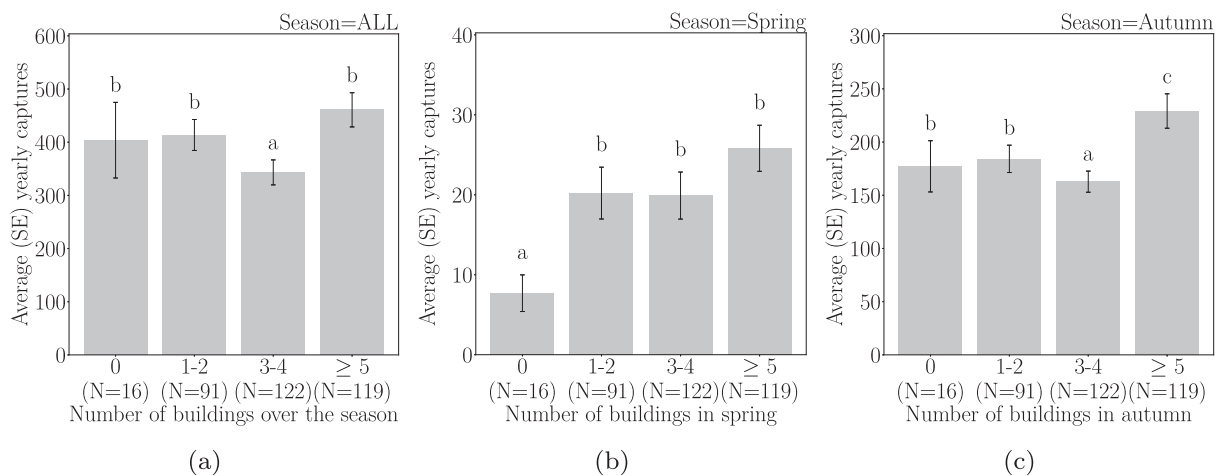 Season=ALL
600
500
400
300
200
100
0
Average (SE) yearly captures
b
b
a
b
0
1-2
3-4
≥ 5
(N=16)
(N=91)
(N=122)
(N=119)
Number of buildings over the season
(a)
Season=Spring
40
30
20
10
0
Average (SE) yearly captures
a
b
b
b
0
1-2
3-4
≥ 5
(N=16)
(N=91)
(N=122)
(N=119)
Number of buildings in spring
(b)
Season=Autumn
300
250
200
150
100
50
0
Average (SE) yearly captures
b
b
a
c
0
1-2
3-4
≥ 5
(N=16)
(N=91)
(N=122)
(N=119)
Number of buildings in autumn
(c)